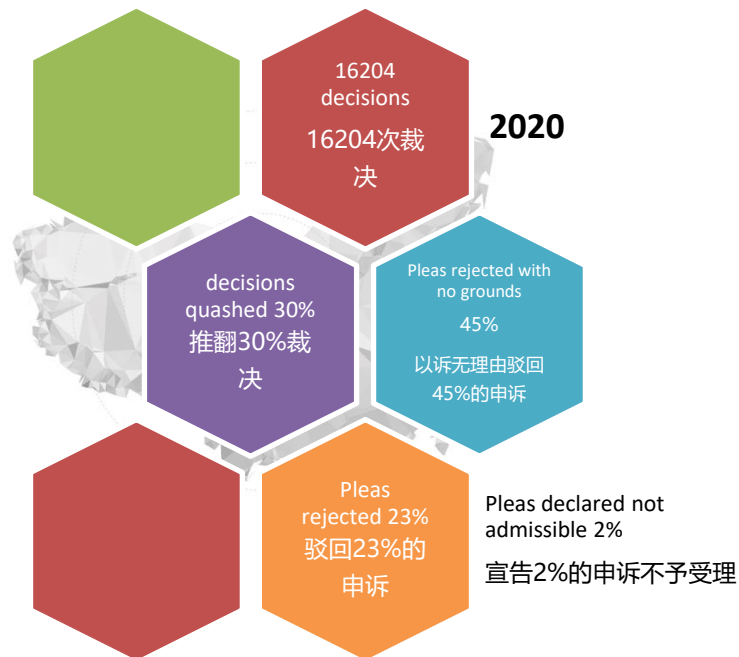 16204
decisions
16204次裁
决
2020
decisions
quashed 30%
推翻30%裁
决
Pleas rejected with
no grounds
45%
以诉无理由驳回
45%的申诉
Pleas
rejected 23%
驳回23%的
申诉
Pleas declared not
admissible 2%
宣告2%的申诉不予受理